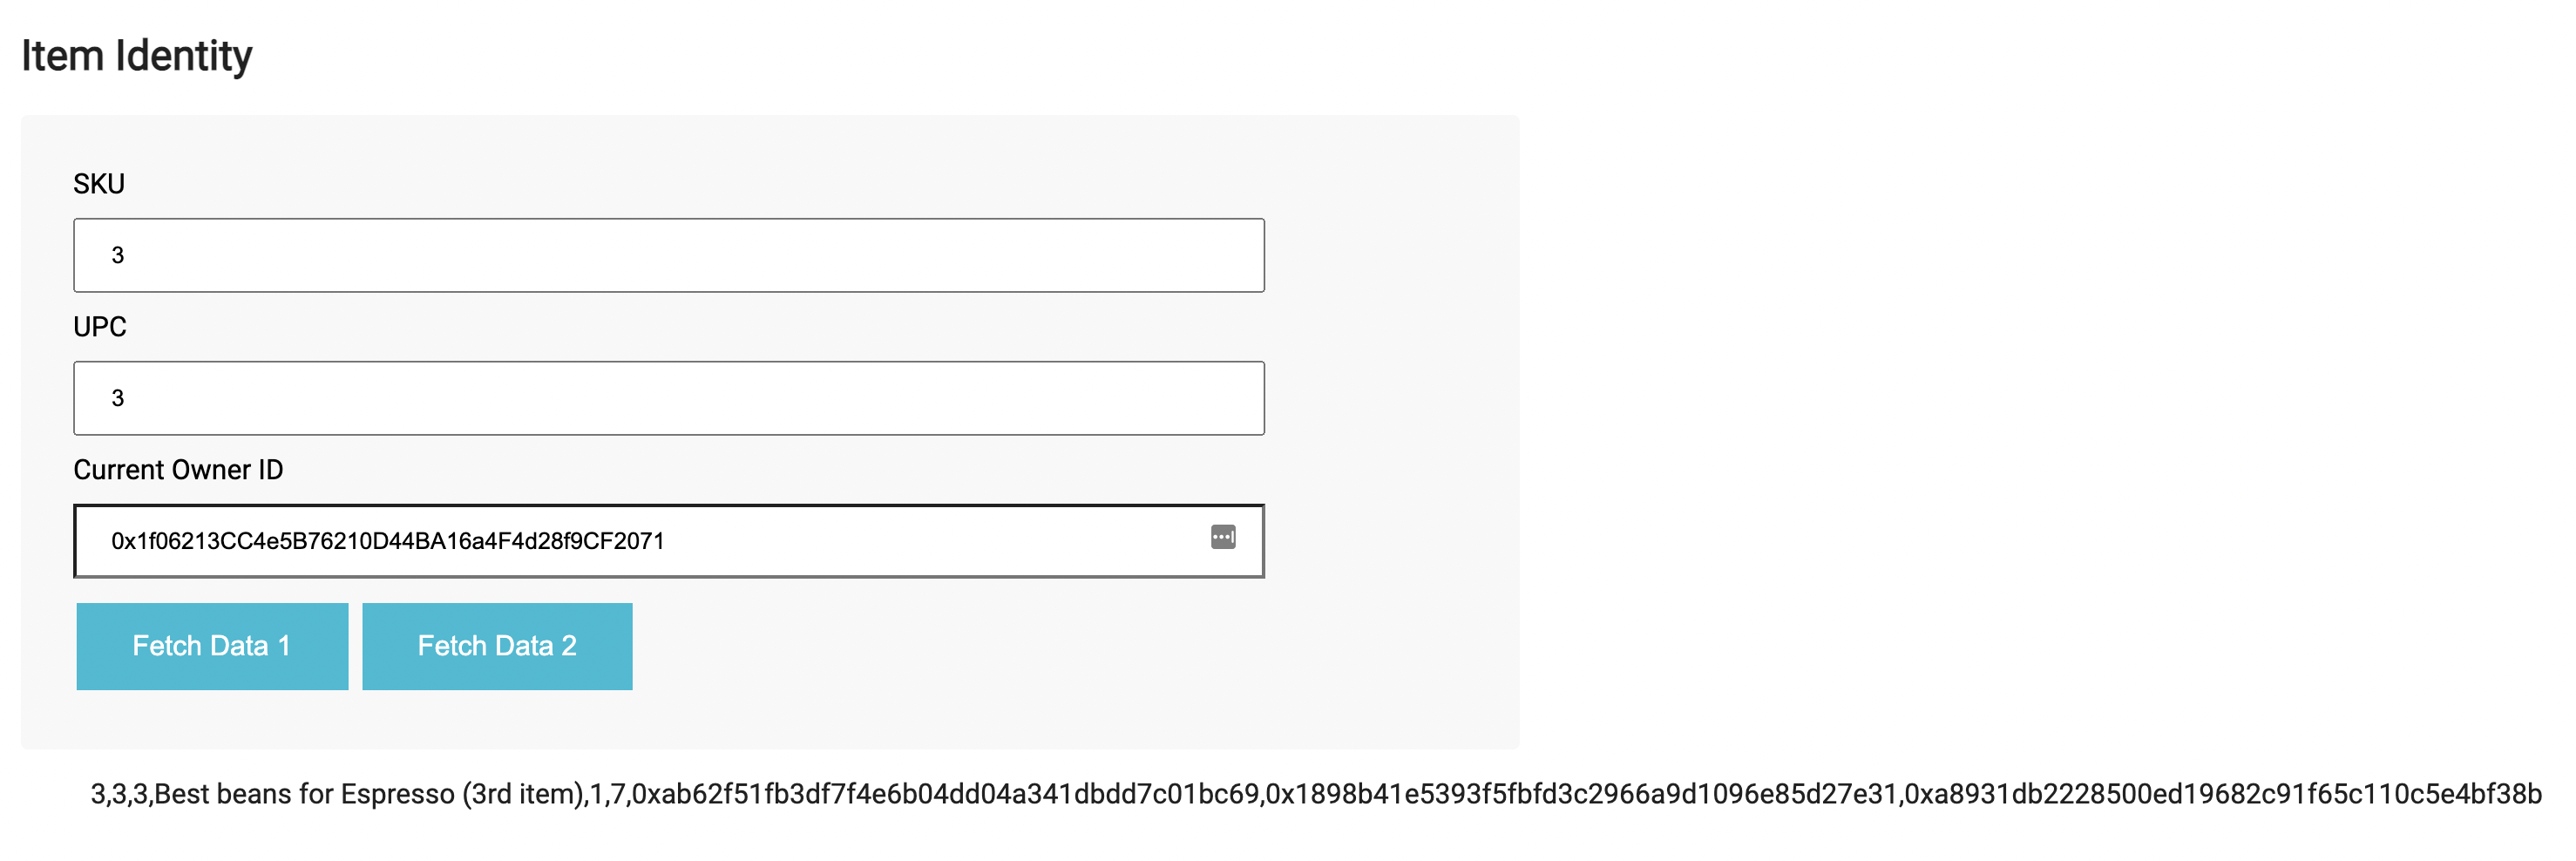 Item Identity
SKU
3
UPC
3
Current Owner ID
0x1f06213CC4e5B76210D44BA16a4F4d28f9CF2071
Fetch Data 1 Fetch Data 2
3,3,3,Best beans for Espresso (3rd item),1,7,0xab62f51fb3df7f4e6b04dd04a341dbdd7c01bc69,0x1898b41e5393f5fbfd3c2966a9d1096e85d27e31,0xa8931db2228500ed19682c91f65c110c5e4bf38b